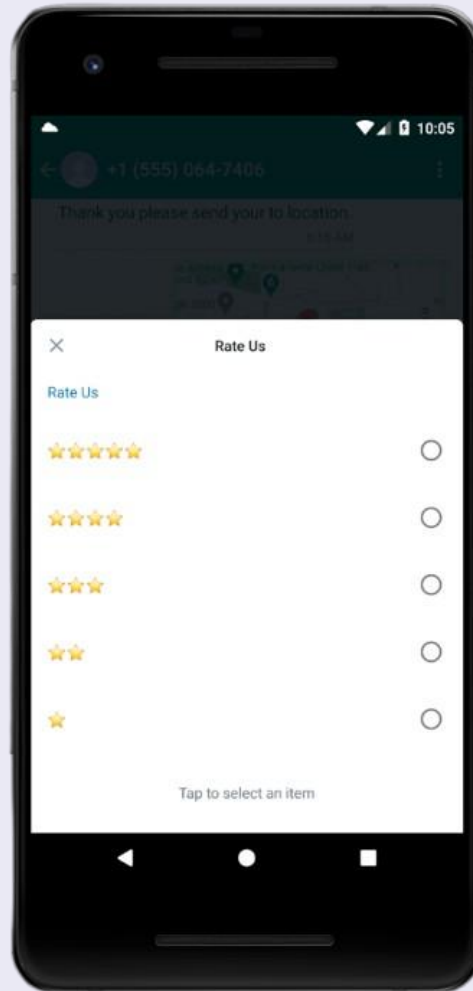 10:05
+1 (555) 064-7406
Thank you please send your to location.
Rate Us
Rate Us
Tap to select an item